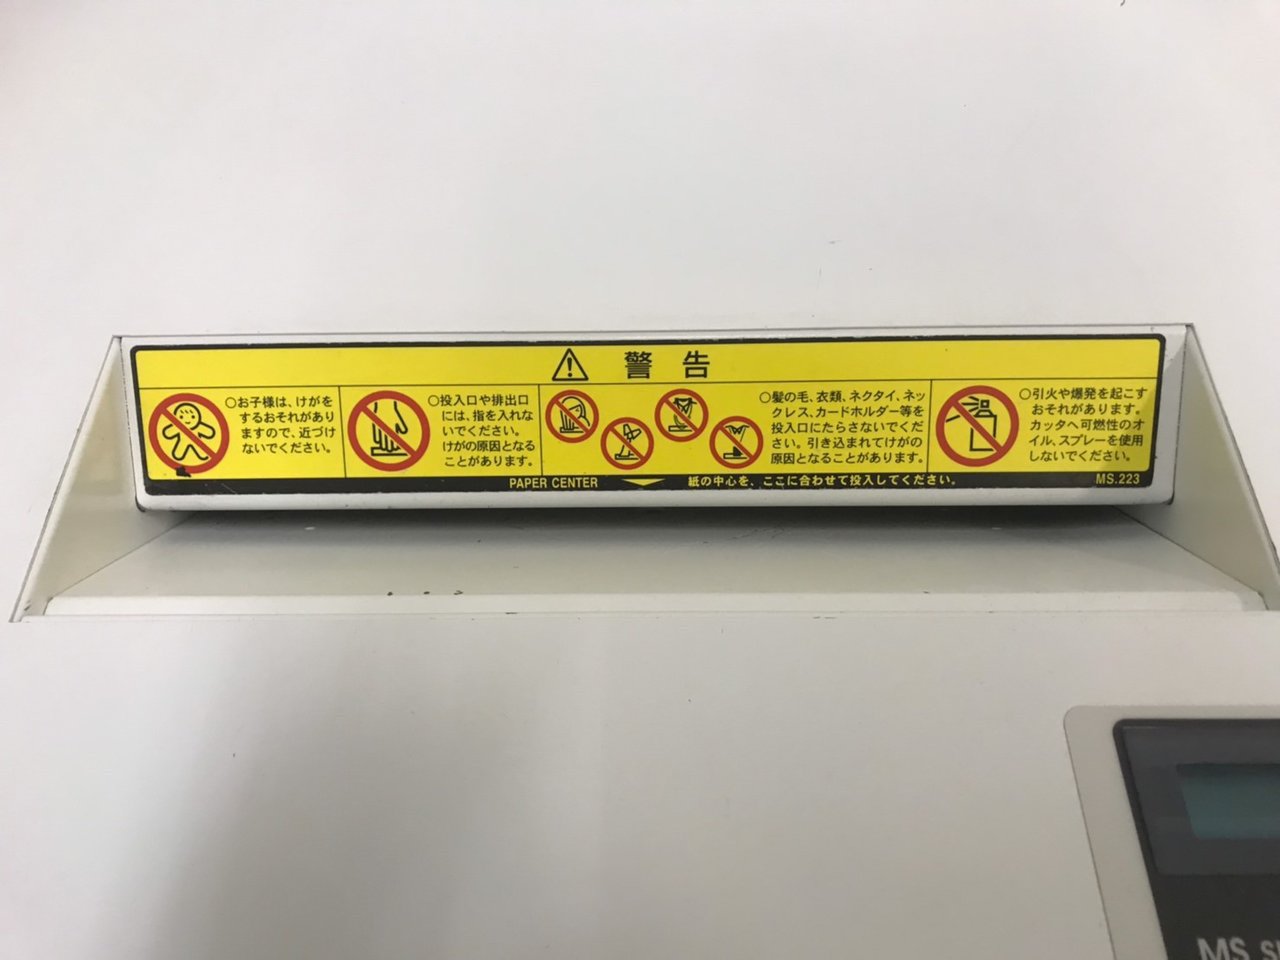 警告
○お子様は、けがを
するおそれがあり
ますので、近づけ
ないでください。
○投入口や排出口
には、指を入れな
いでください。
けがの原因となる
ことがあります。
○髪の毛、衣類、ネクタイ、ネッ
クレス、カードホルダー等を
投入口にたらさないでくだ
さい。引き込まれてけがの
原因となることがあります。
○引火や爆発を起こす
おそれがあります。
カッタへ可燃性のオ
イル、スプレーを使用
しないでください。
PAPER CENTER 紙の中心を、ここに合わせて投入してください。 MS.223
MS